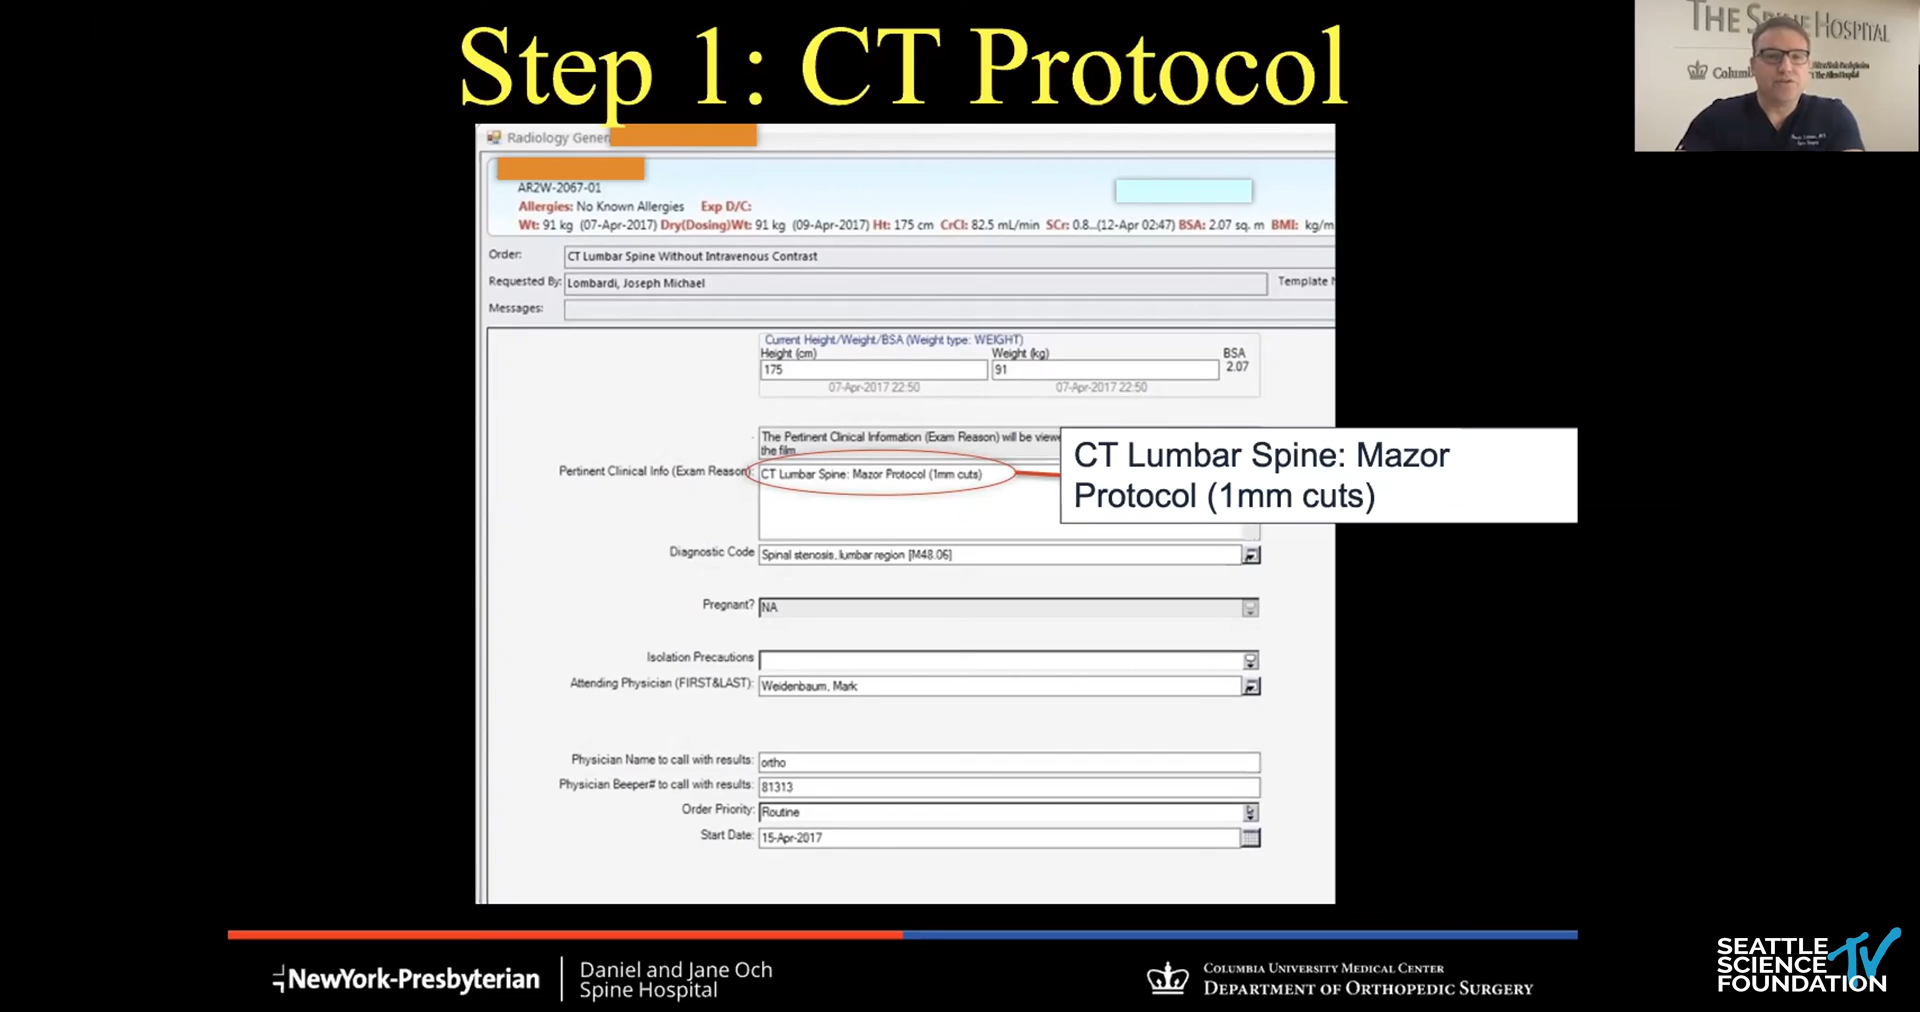 Step 1: CT Protocol
THE SPINE HOSPITAL
Radiology Gener
AR2W-2067-01
Allergies: No Known Allergies Exp D/C:
Wt: 91 kg (07-Apr-2017) Dry(Dosing)Wt: 91 kg (09-Apr-2017) Ht: 175 cm CrCl: 82.5 mL/min SCr: 0.8...(12-Apr 02:47) BSA: 2.07 sq. m BMI: kg/m
Order: CT Lumbar Spine Without Intravenous Contrast
Requested By: Lombardi, Joseph Michael Template
Messages:
Current Height/Weight/BSA (Weight type: WEIGHT)
Height (cm) Weight (kg) BSA
175 91 2.07
07-Apr-2017 22:50 07-Apr-2017 22:50
The Pertinent Clinical Information (Exam Reason) will be viewe
the film.
Pertinent Clinical Info (Exam Reason): CT Lumbar Spine: Mazor Protocol (1mm cuts)
CT Lumbar Spine: Mazor
Protocol (1mm cuts)
Diagnostic Code Spinal stenosis, lumbar region [M48.06]
Pregnant? NA
Isolation Precautions
Attending Physician (FIRST&LAST): Weidenbaum, Mark
Physician Name to call with results: ortho
Physician Beeper# to call with results: 81313
Order Priority: Routine
Start Date: 15-Apr-2017
NewYork-Presbyterian
Daniel and Jane Och
Spine Hospital
COLUMBIA UNIVERSITY MEDICAL CENTER
DEPARTMENT OF ORTHOPEDIC SURGERY
SEATTLE
SCIENCE TV
FOUNDATION